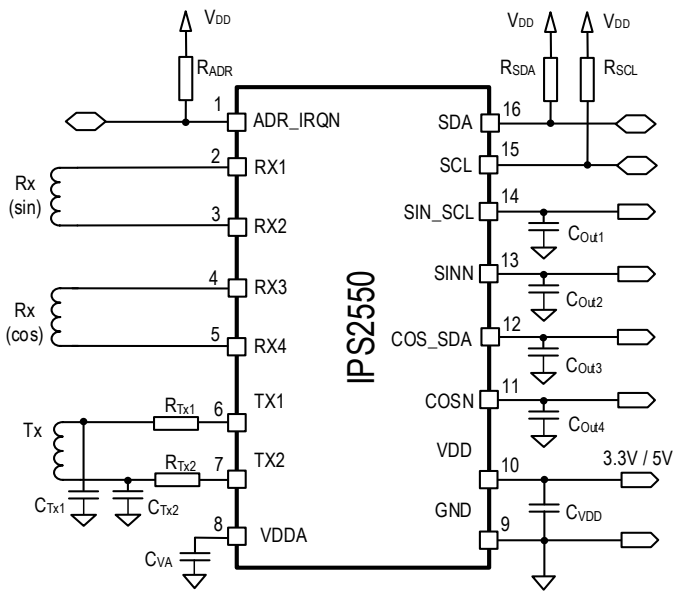 VDD
RADR
VDD
VDD
RSDA
RSCL
1
ADR_IRQN
SDA
16
2
RX1
SCL
15
Rx
(sin)
3
RX2
SIN_SCL
14
COut1
4
RX3
SINN
13
COut2
Rx
(cos)
5
RX4
COS_SDA
12
COut3
IPS2550
TX1
RTx1
6
COSN
11
COut4
Tx
TX2
RTx2
7
VDD
10
3.3V / 5V
CTx1
CTx2
8
VDDA
CVA
GND
9
CVDD